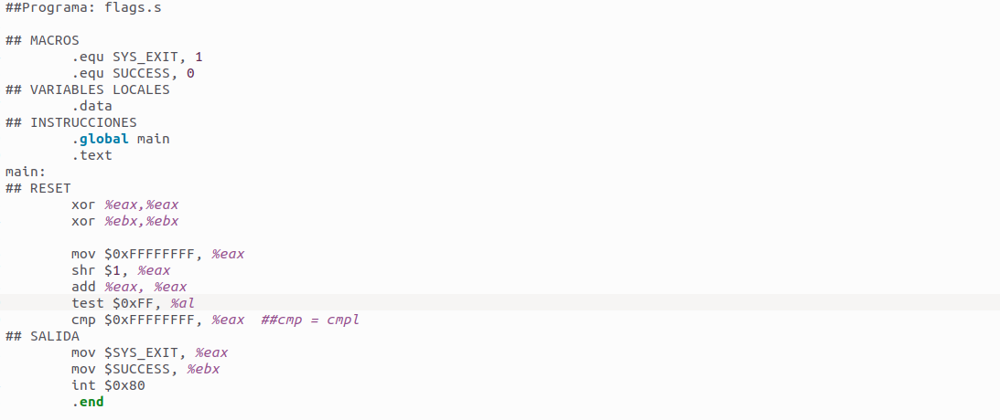 ##Programa: flags.s
## MACROS
.equ SYS_EXIT, 1
.equ SUCCESS, 0
## VARIABLES LOCALES
.data
## INSTRUCCIONES
.global main
.text
main:
## RESET
xor %eax,%eax
xor %ebx,%ebx
mov $0xFFFFFFFF, %eax
shr $1, %eax
add %eax, %eax
test $0xFF, %al
cmp $0xFFFFFFFF, %eax  ##cmp = cmpl
## SALIDA
mov $SYS_EXIT, %eax
mov $SUCCESS, %ebx
int $0x80
.end